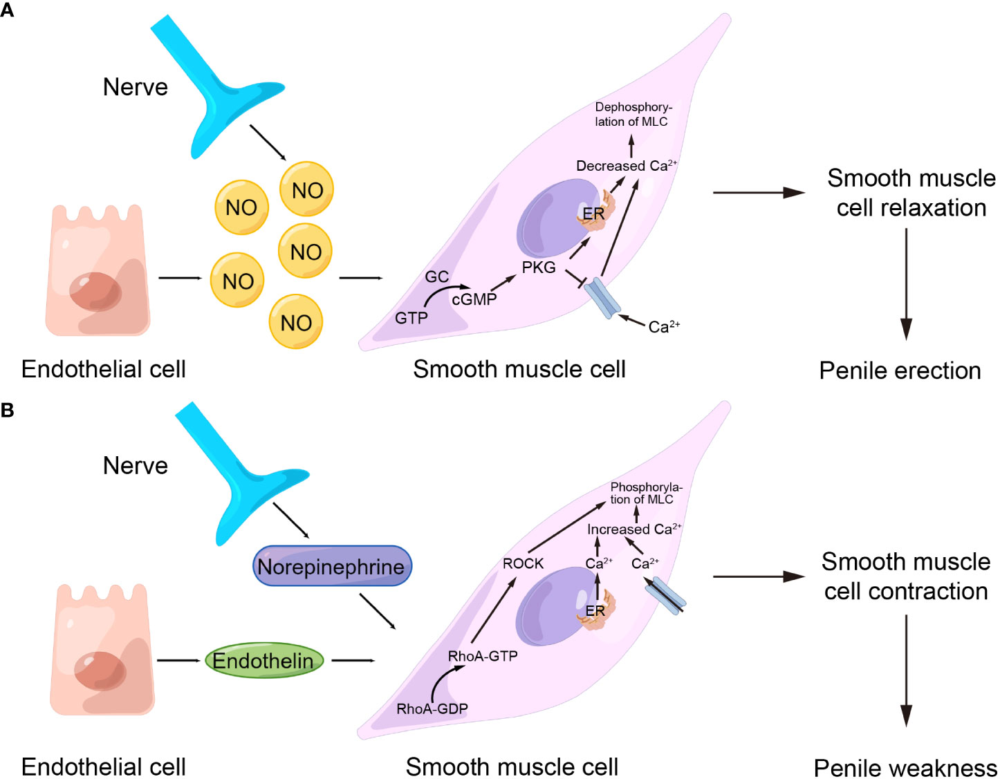 A
Nerve
NO
NO
NO
NO
NO
Endothelial cell
Dephosphory-
lation of MLC
Decreased Ca²⁺
ER
PKG
GC
cGMP
GTP
Ca²⁺
Smooth muscle cell
Smooth muscle
cell relaxation
Penile erection
B
Nerve
Norepinephrine
Endothelin
Endothelial cell
Phosphoryla-
tion of MLC
Increased Ca²⁺
ROCK
Ca²⁺
Ca²⁺
ER
RhoA-GTP
RhoA-GDP
Smooth muscle cell
Smooth muscle
cell contraction
Penile weakness